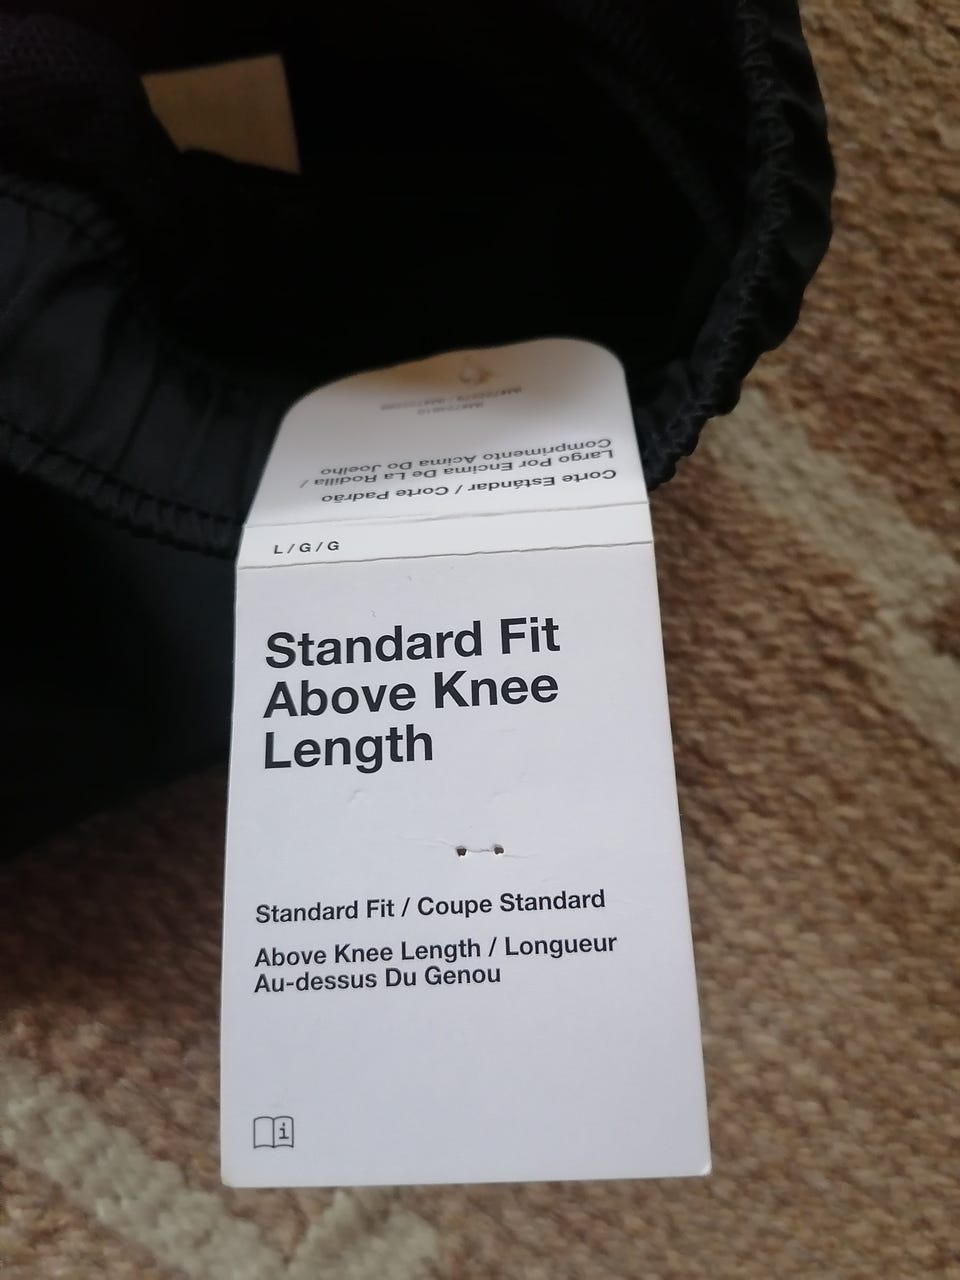 Corte Estándar / Corte Padrão
Largo Por Encima De La Rodilla /
Comprimento Acima Do Joelho
L / G / G
Standard Fit
Above Knee
Length
Standard Fit / Coupe Standard
Above Knee Length / Longueur
Au-dessus Du Genou
i